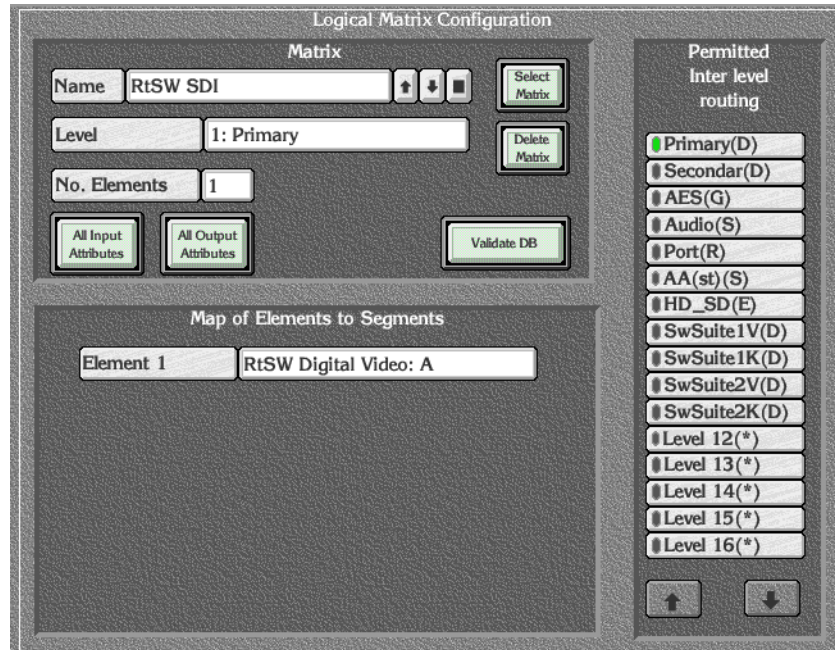 Logical Matrix Configuration
Matrix
Name RtSW SDI
Select
Matrix
Level 1: Primary
Delete
Matrix
No. Elements 1
All Input
Attributes
All Output
Attributes
Validate DB
Map of Elements to Segments
Element 1 RtSW Digital Video: A
Permitted
Inter level
routing
Primary(D)
Secondar(D)
AES(G)
Audio(S)
Port(R)
AA(st)(S)
HD_SD(E)
SwSuite1V(D)
SwSuite1K(D)
SwSuite2V(D)
SwSuite2K(D)
Level 12(*)
Level 13(*)
Level 14(*)
Level 15(*)
Level 16(*)